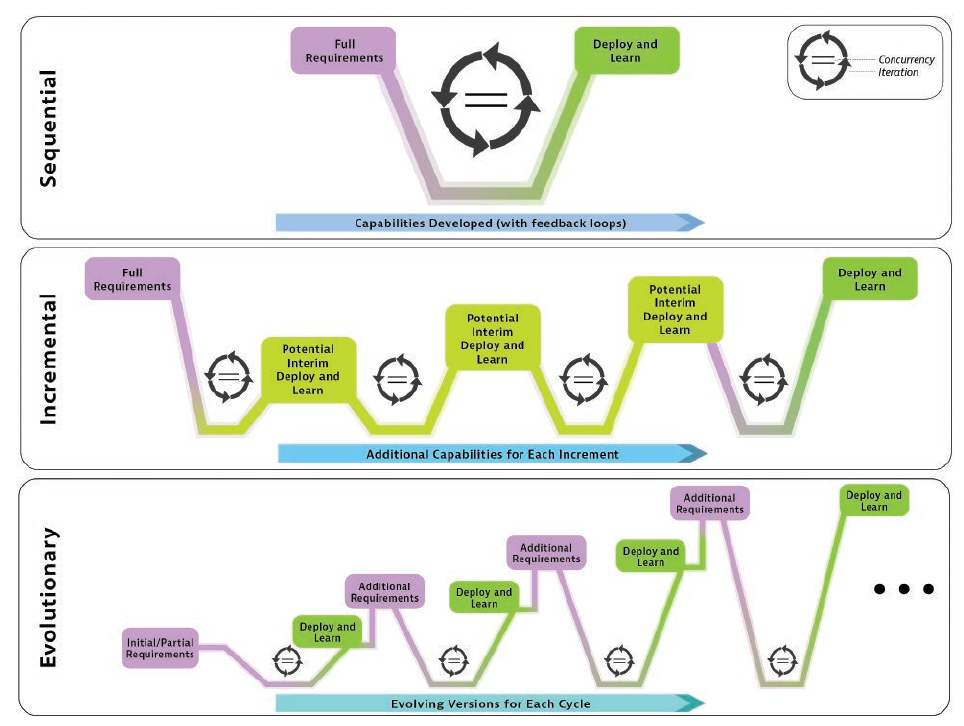 Sequential
Full
Requirements
Deploy and
Learn
Concurrency
Iteration
Capabilities Developed (with feedback loops)
Incremental
Full
Requirements
Potential
Interim
Deploy and
Learn
Potential
Interim
Deploy and
Learn
Potential
Interim
Deploy and
Learn
Deploy and
Learn
Additional Capabilities for Each Increment
Evolutionary
Initial/Partial
Requirements
Deploy and
Learn
Additional
Requirements
Deploy and
Learn
Additional
Requirements
Deploy and
Learn
Additional
Requirements
Deploy and
Learn
Evolving Versions for Each Cycle